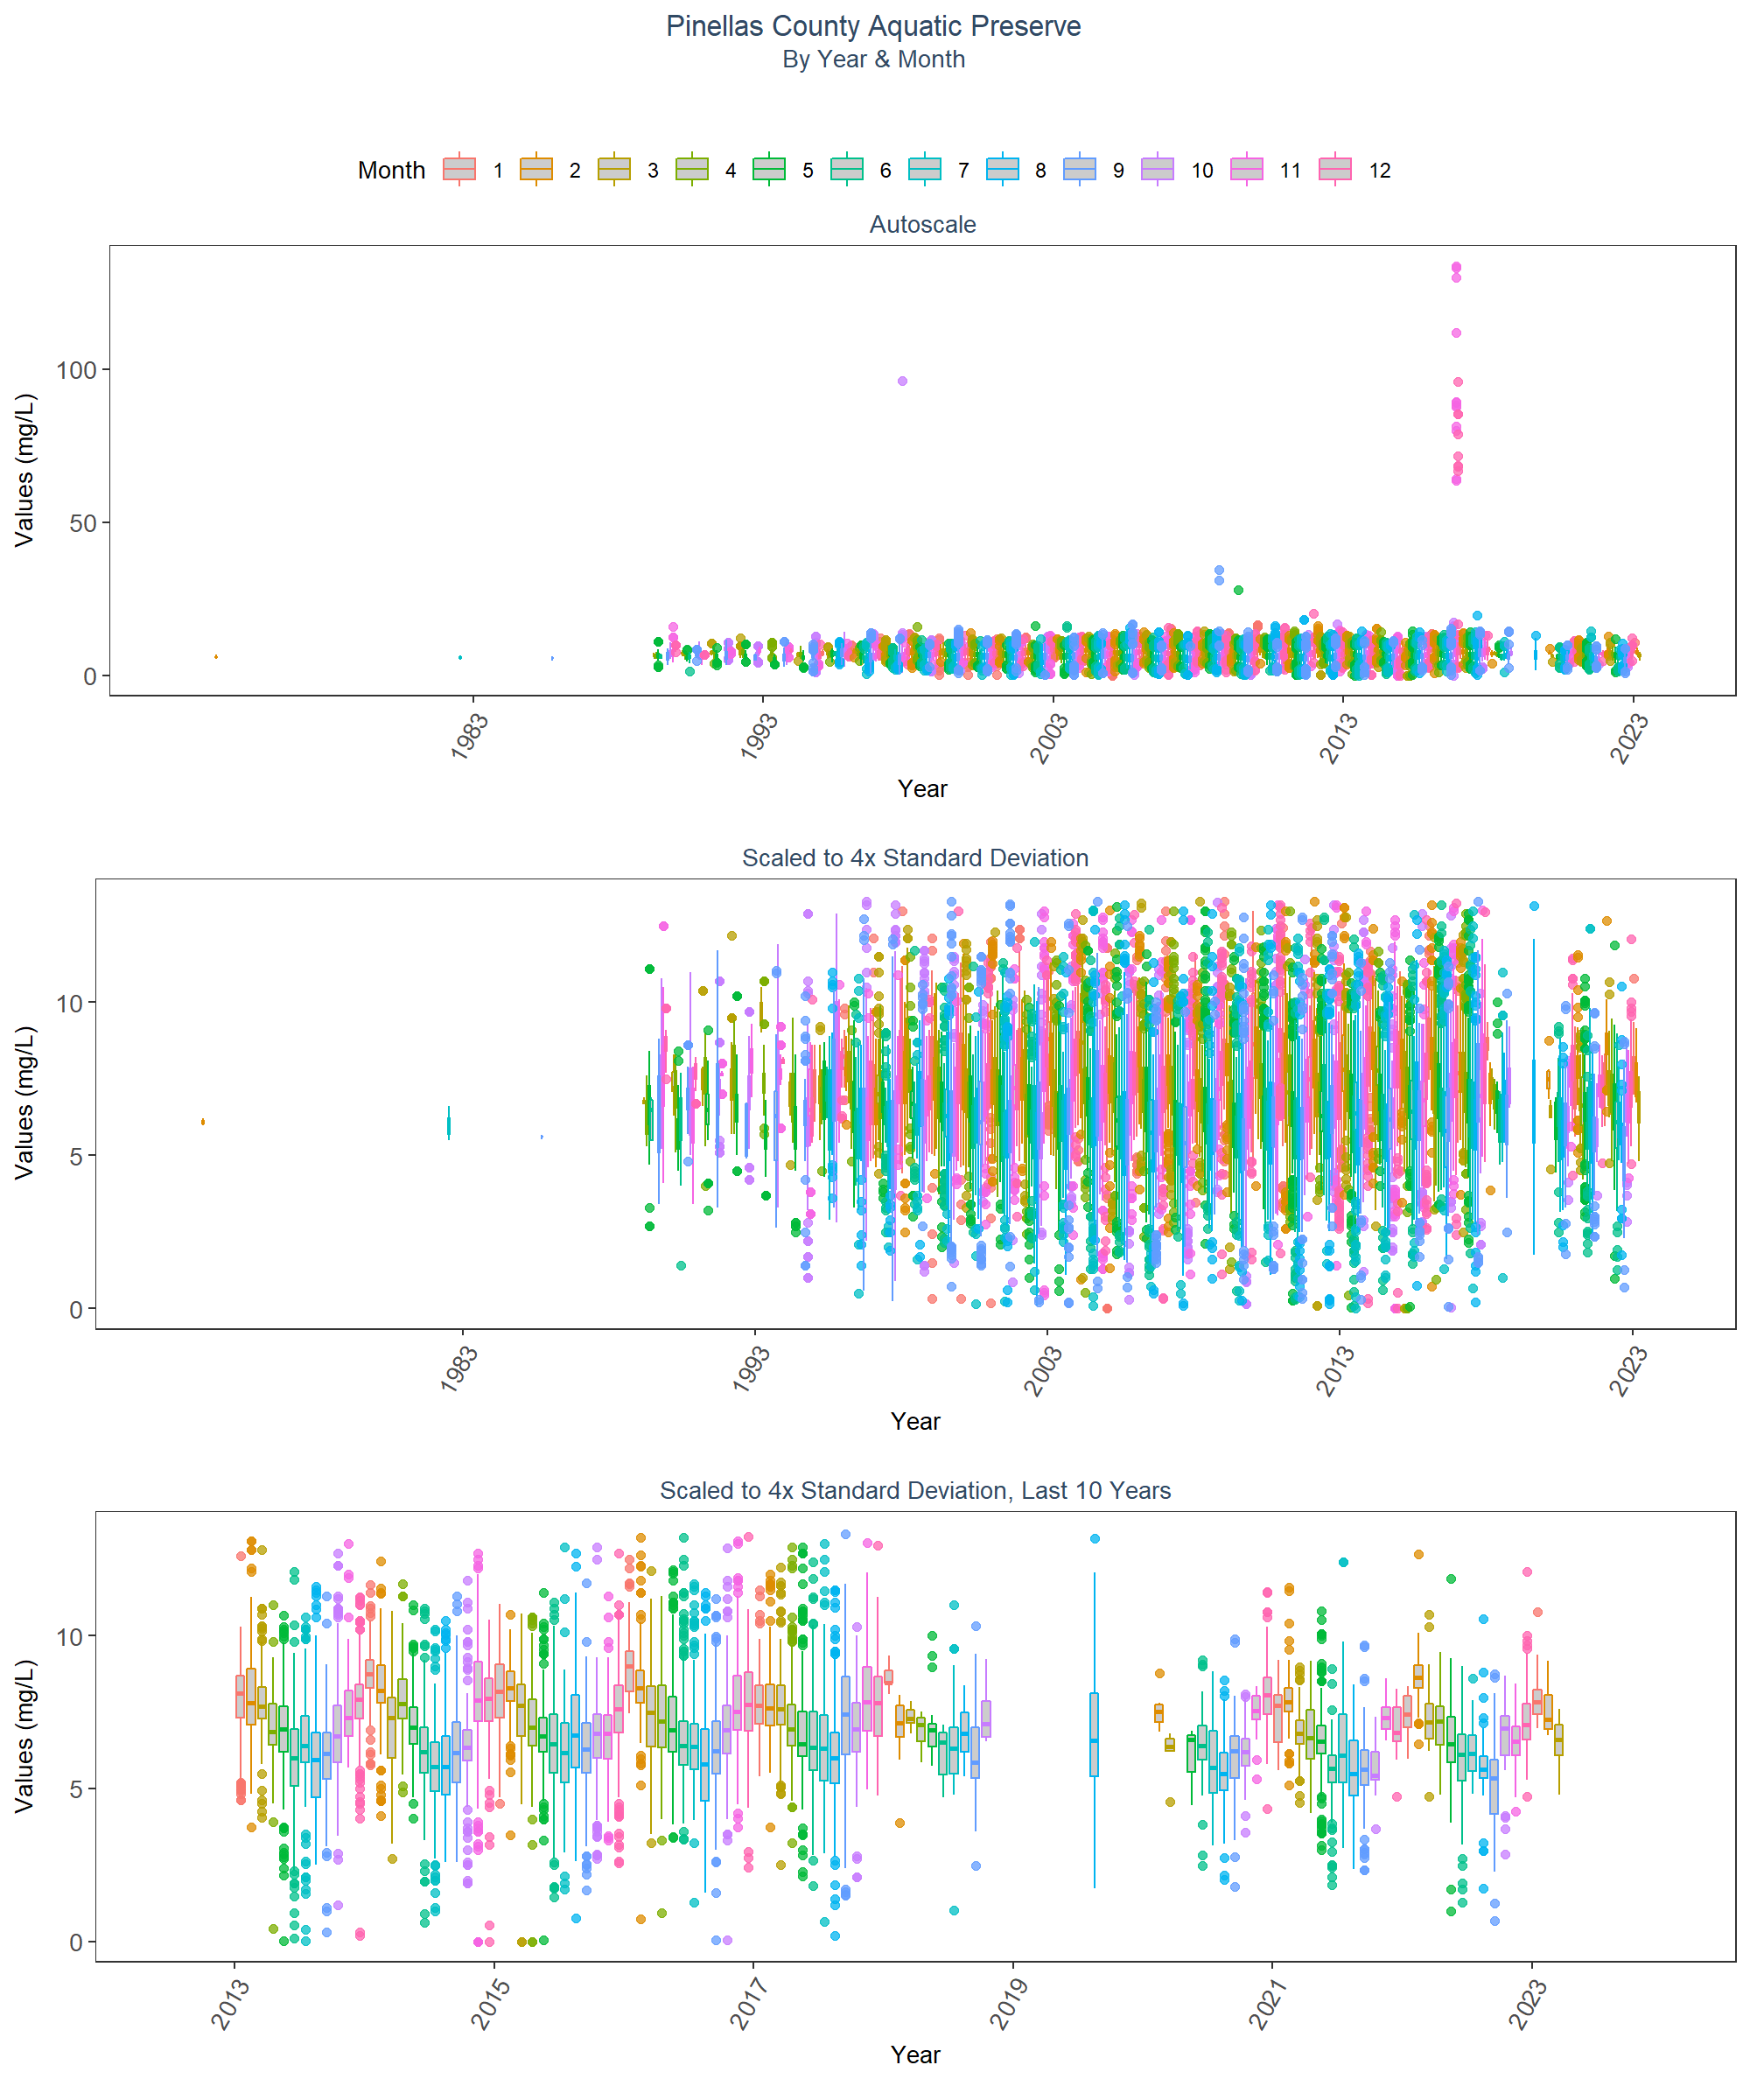 Pinellas County Aquatic Preserve
By Year & Month
Month 1 2 3 4 5 6 7 8 9 10 11 12
Autoscale
Values (mg/L)
100
50
0
1983 1993 2003 2013 2023
Year
Scaled to 4x Standard Deviation
Values (mg/L)
10
5
0
1983 1993 2003 2013 2023
Year
Scaled to 4x Standard Deviation, Last 10 Years
Values (mg/L)
10
5
0
2013 2015 2017 2019 2021 2023
Year